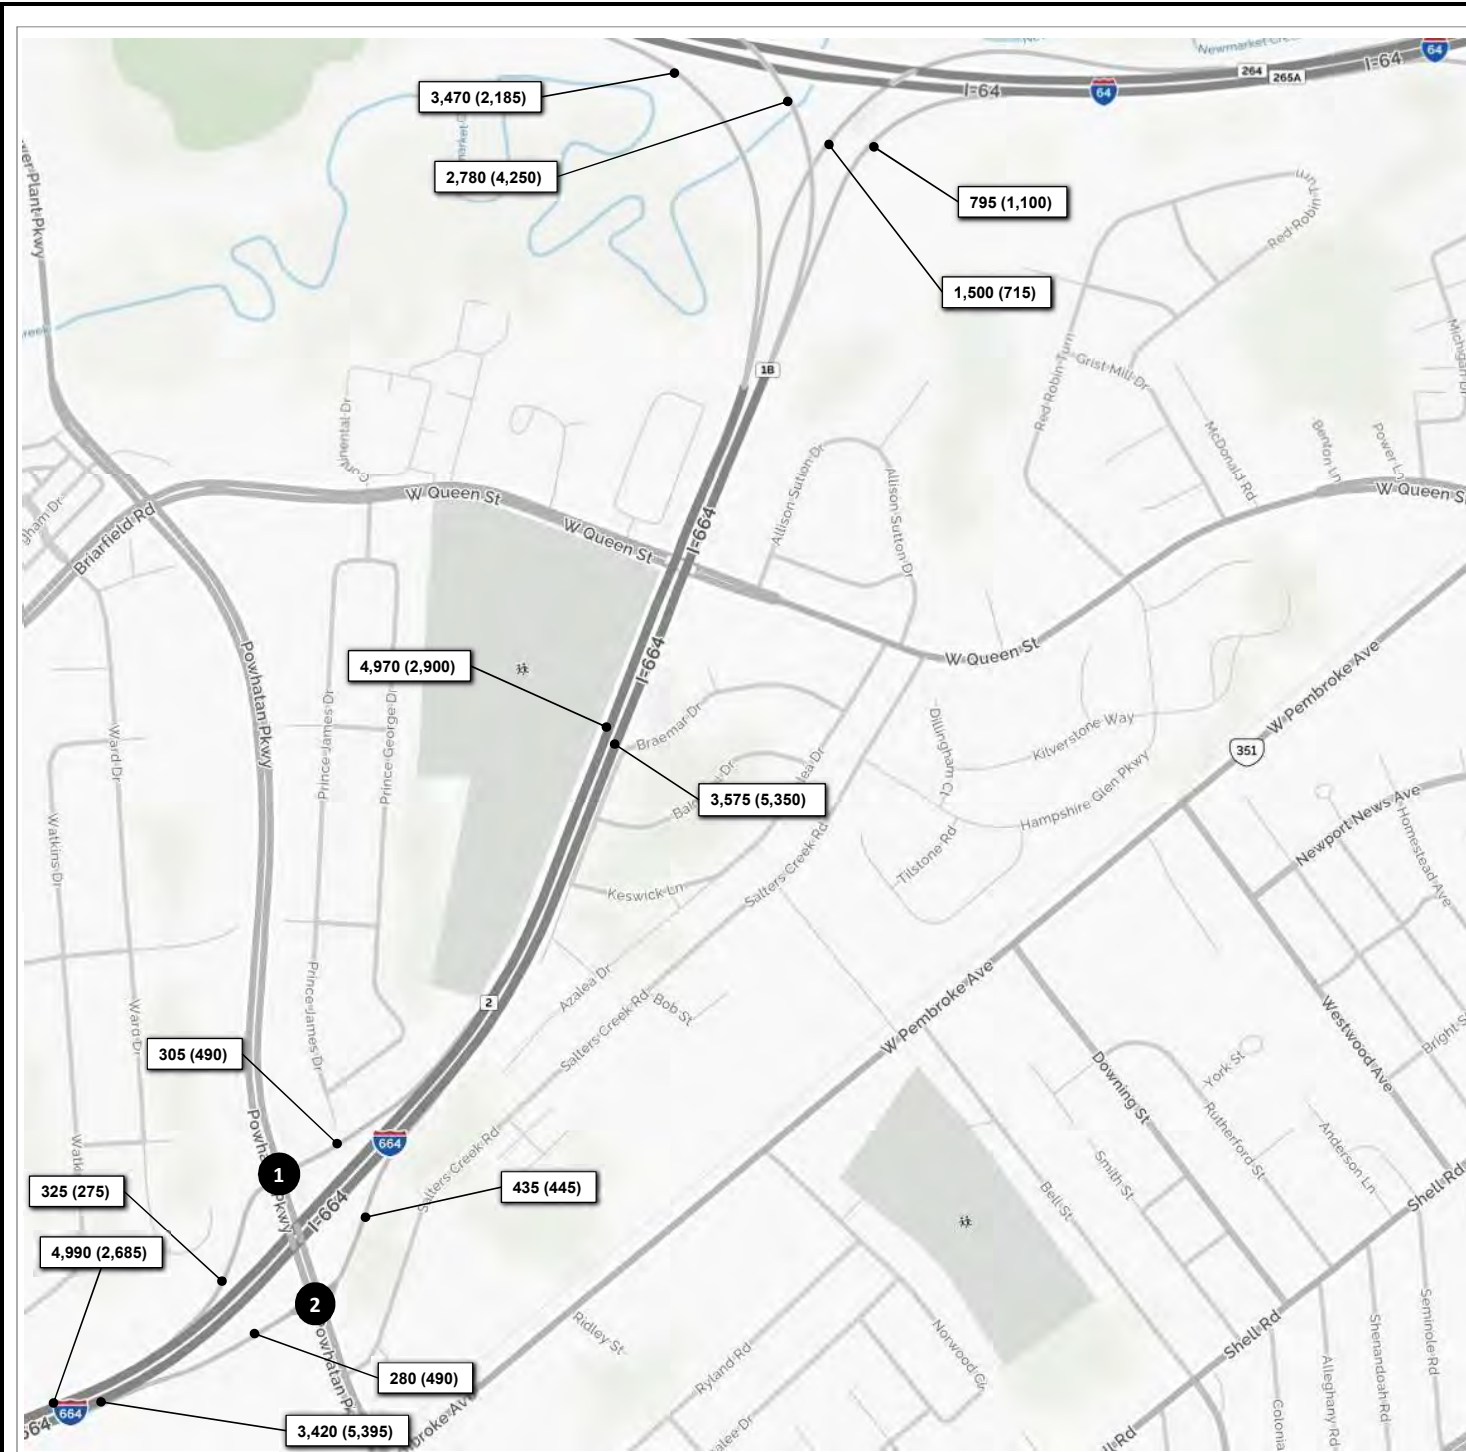 Newmarket Cre
64
264
265A
I-64
I-64
64
3,470 (2,185)
2,780 (4,250)
795 (1,100)
1,500 (715)
Plant Pkwy
Red Robin Turn
Red Robin Turn
Grist Mill Dr
Michigan Dr
1B
McDonald Rd
Benton Ln
Power Ln
W Queen St
W Queen St
W Queen St
W Queen St
Allison Sutton Dr
Allison Sutton Dr
Briarfield Rd
I-664
I-664
Powhatan Pkwy
4,970 (2,900)
3,575 (5,350)
Prince James Dr
Prince George Dr
Ward Dr
Watkins Dr
Braemar Dr
Dillingham Ct
Kilverstone Way
Hampshire Glen Pkwy
Tilstone Rd
W Pembroke Ave
351
Newport News Ave
Homestead Ave
Keswick Ln
Salters Creek Rd
Azalea Dr
Bob St
Salters Creek Rd
2
W Pembroke Ave
Prince James Dr
Ward Dr
Westwood Ave
Bright S
Downing St
York St
Rutherford St
Anderson Ln
Smith St
Bell St
Shell Rd
305 (490)
664
1
Salters Creek Rd
435 (445)
325 (275)
I-664
Pkwy
4,990 (2,685)
2
280 (490)
3,420 (5,395)
664
Ridley St
Ryland Rd
Norwood Cir
Shell Rd
Seminole Rd
Shenandoah Rd
Alleghany Rd